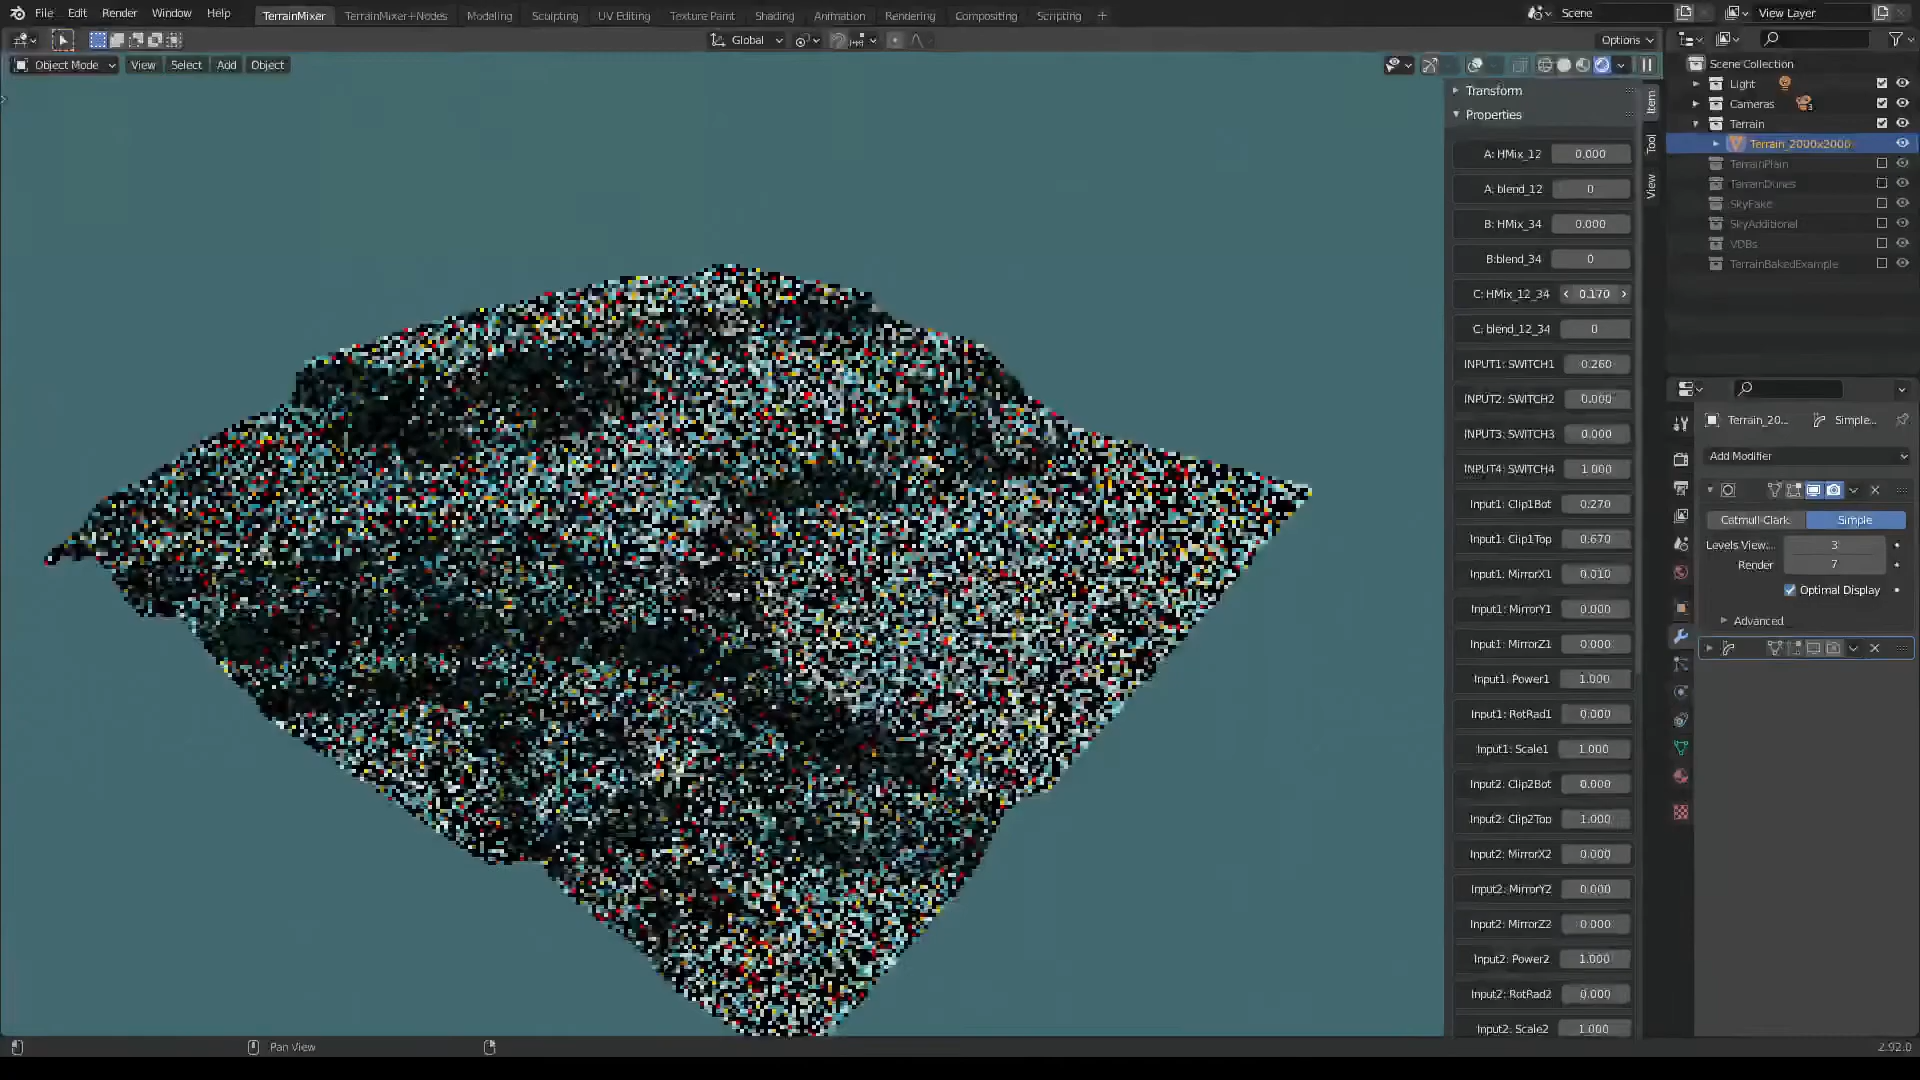 File Edit Render Window Help TerrainMixer TerrainMixer+Nodes Modeling Sculpting UV Editing Texture Paint Shading Animation Rendering Compositing Scripting + Scene View Layer
Global Options
Object Mode View Select Add Object
Transform
Properties
A: HMix_12 0.000
A: blend_12 0
B: HMix_34 0.000
B:blend_34 0
C: HMix_12_34 0.170
C: blend_12_34 0
INPUT1: SWITCH1 0.260
INPUT2: SWITCH2 0.000
INPUT3: SWITCH3 0.000
INPUT4: SWITCH4 1.000
Input1: Clip1Bot 0.270
Input1: Clip1Top 0.670
Input1: MirrorX1 0.010
Input1: MirrorY1 0.000
Input1: MirrorZ1 0.000
Input1: Power1 1.000
Input1: RotRad1 0.000
Input1: Scale1 1.000
Input2: Clip2Bot 0.000
Input2: Clip2Top 1.000
Input2: MirrorX2 0.000
Input2: MirrorY2 0.000
Input2: MirrorZ2 0.000
Input2: Power2 1.000
Input2: RotRad2 0.000
Input2: Scale2 1.000
Item
Tool
View
Scene Collection
Light
Cameras 3
Terrain
Terrain_2000x2000
TerrainPlain
TerrainDunes
SkyFake
SkyAdditional
VDBs
TerrainBakedExample
Terrain_20... Simple...
Add Modifier
Catmull-Clark Simple
Levels View... 3
Render 7
Optimal Display
Advanced
Pan View
2.92.0